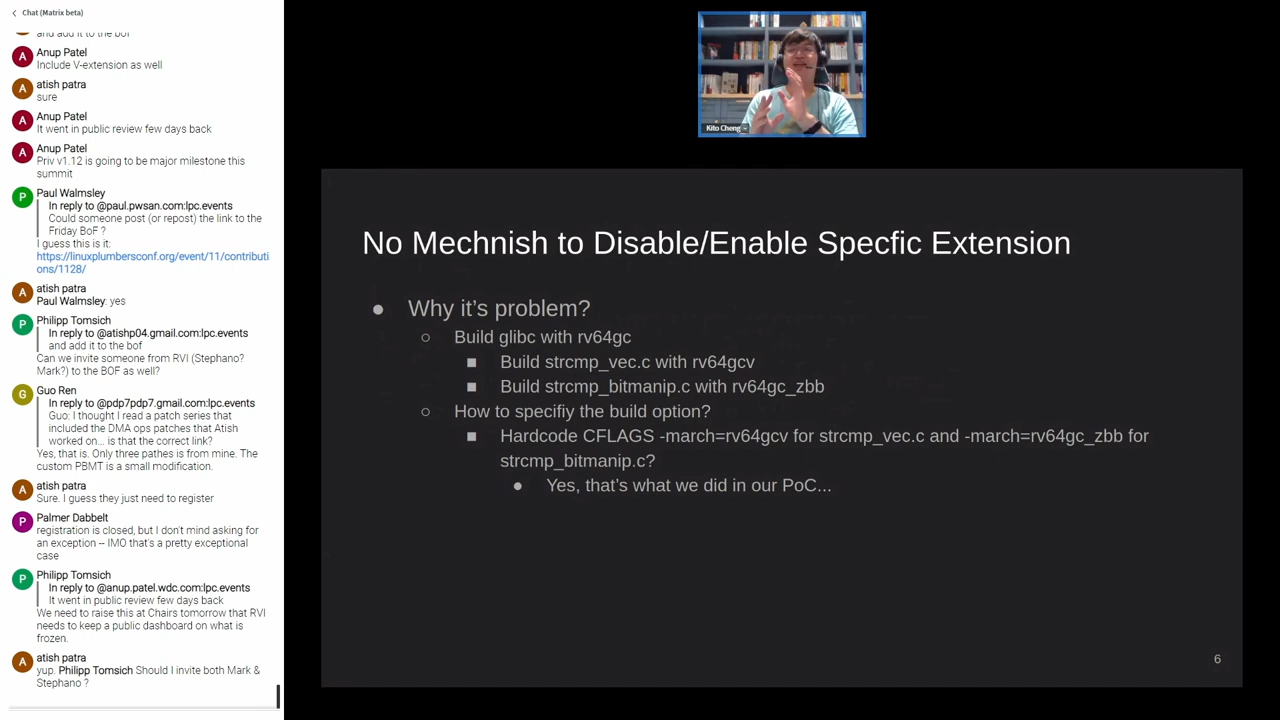 Chat (Matrix beta)
and add it to the bof
A
Anup Patel
Include V-extension as well
A
atish patra
sure
A
Anup Patel
It went in public review few days back
A
Anup Patel
Priv v1.12 is going to be major milestone this
summit
P
Paul Walmsley
In reply to @paul.pwsan.com:lpc.events
Could someone post (or repost) the link to the
Friday BoF ?
I guess this is it:
https://linuxplumbersconf.org/event/11/contributi
ons/1128/
A
atish patra
Paul Walmsley: yes
P
Philipp Tomsich
In reply to @atishp04.gmail.com:lpc.events
and add it to the bof
Can we invite someone from RVI (Stephano?
Mark?) to the BOF as well?
G
Guo Ren
In reply to @pdp7pdp7.gmail.com:lpc.events
Guo: I thought I read a patch series that
included the DMA ops patches that Atish
worked on... is that the correct link?
Yes, that is. Only three pathes is from mine. The
custom PBMT is a small modification.
A
atish patra
Sure. I guess they just need to register
P
Palmer Dabbelt
registration is closed, but I don't mind asking for
an exception -- IMO that's a pretty exceptional
case
P
Philipp Tomsich
In reply to @anup.patel.wdc.com:lpc.events
It went in public review few days back
We need to raise this at Chairs tomorrow that RVI
needs to keep a public dashboard on what is
frozen.
A
atish patra
yup. Philipp Tomsich Should I invite both Mark &
Stephano ?
Kito Cheng
No Mechnish to Disable/Enable Specfic Extension
● Why it's problem?
○ Build glibc with rv64gc
■ Build strcmp_vec.c with rv64gcv
■ Build strcmp_bitmanip.c with rv64gc_zbb
○ How to specifiy the build option?
■ Hardcode CFLAGS -march=rv64gcv for strcmp_vec.c and -march=rv64gc_zbb for
strcmp_bitmanip.c?
● Yes, that's what we did in our PoC...
6